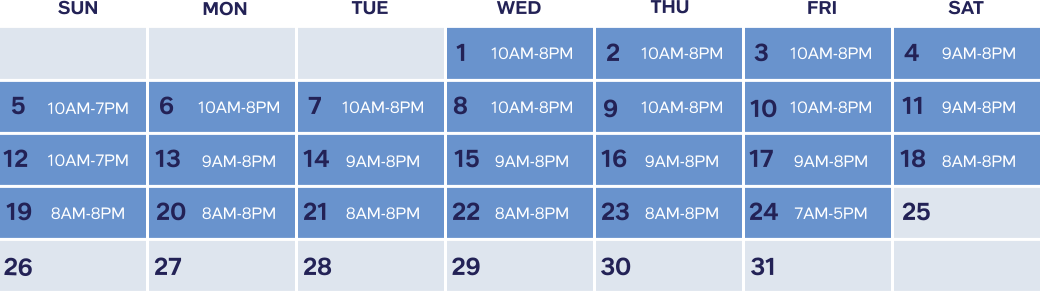 SUN MON TUE WED THU FRI SAT
1 10AM-8PM 2 10AM-8PM 3 10AM-8PM 4 9AM-8PM
5 10AM-7PM 6 10AM-8PM 7 10AM-8PM 8 10AM-8PM 9 10AM-8PM 10 10AM-8PM 11 9AM-8PM
12 10AM-7PM 13 9AM-8PM 14 9AM-8PM 15 9AM-8PM 16 9AM-8PM 17 9AM-8PM 18 8AM-8PM
19 8AM-8PM 20 8AM-8PM 21 8AM-8PM 22 8AM-8PM 23 8AM-8PM 24 7AM-5PM 25
26 27 28 29 30 31